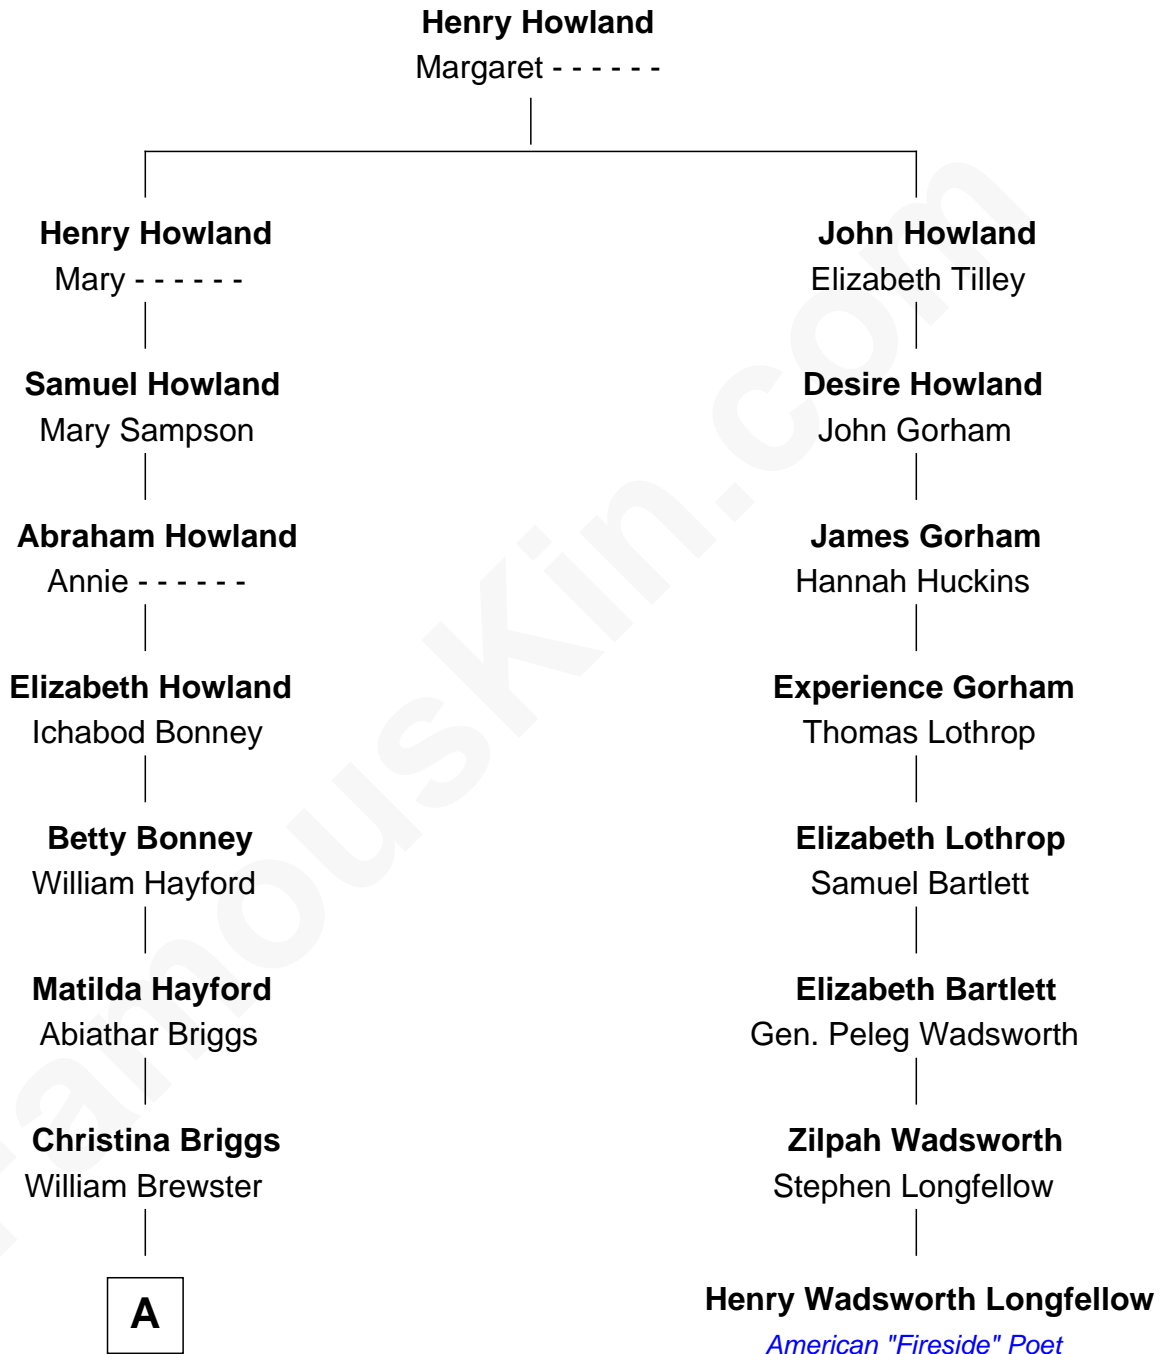 Henry Howland
Margaret - - - - - -
Henry Howland
Mary - - - - - -
John Howland
Elizabeth Tilley
Samuel Howland
Mary Sampson
Desire Howland
John Gorham
Abraham Howland
Annie - - - - - -
James Gorham
Hannah Huckins
Elizabeth Howland
Ichabod Bonney
Experience Gorham
Thomas Lothrop
Betty Bonney
William Hayford
Elizabeth Lothrop
Samuel Bartlett
Matilda Hayford
Abiathar Briggs
Elizabeth Bartlett
Gen. Peleg Wadsworth
Christina Briggs
William Brewster
Zilpah Wadsworth
Stephen Longfellow
A
Henry Wadsworth Longfellow
American "Fireside" Poet
FamousKin.com